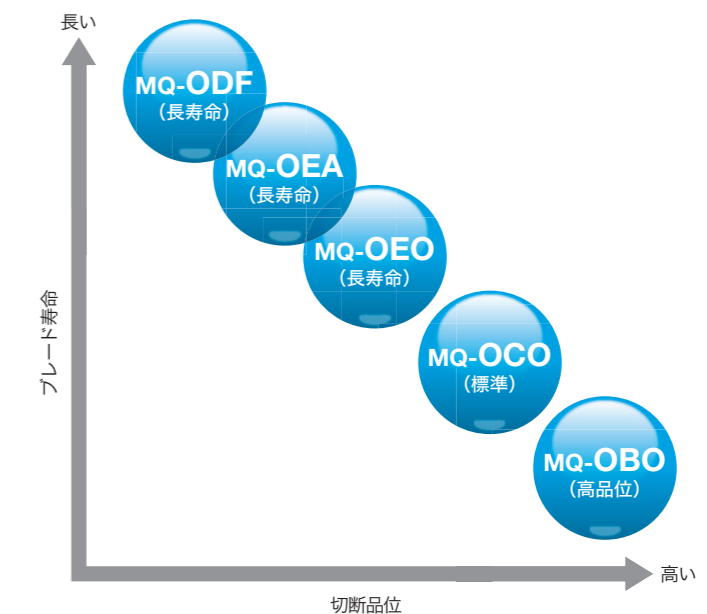 長い
MQ-ODF
（長寿命）
MQ-OEA
（長寿命）
MQ-OEO
（長寿命）
MQ-OCO
（標準）
MQ-OBO
（高品位）
ブレード寿命
高い
切断品位